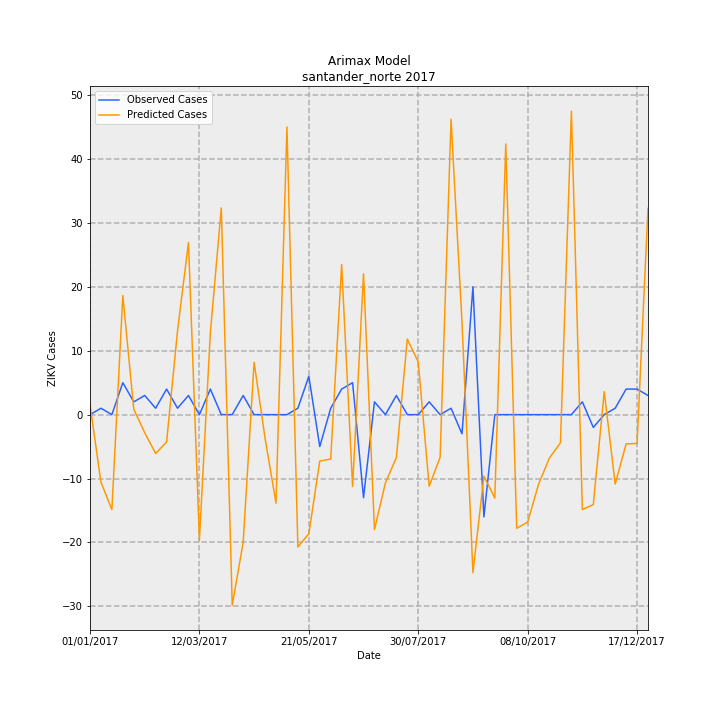 Arimax Model
santander_norte 2017
Observed Cases
Predicted Cases
50
40
30
20
10
0
−10
−20
−30
ZIKV Cases
01/01/2017 12/03/2017 21/05/2017 30/07/2017 08/10/2017 17/12/2017
Date